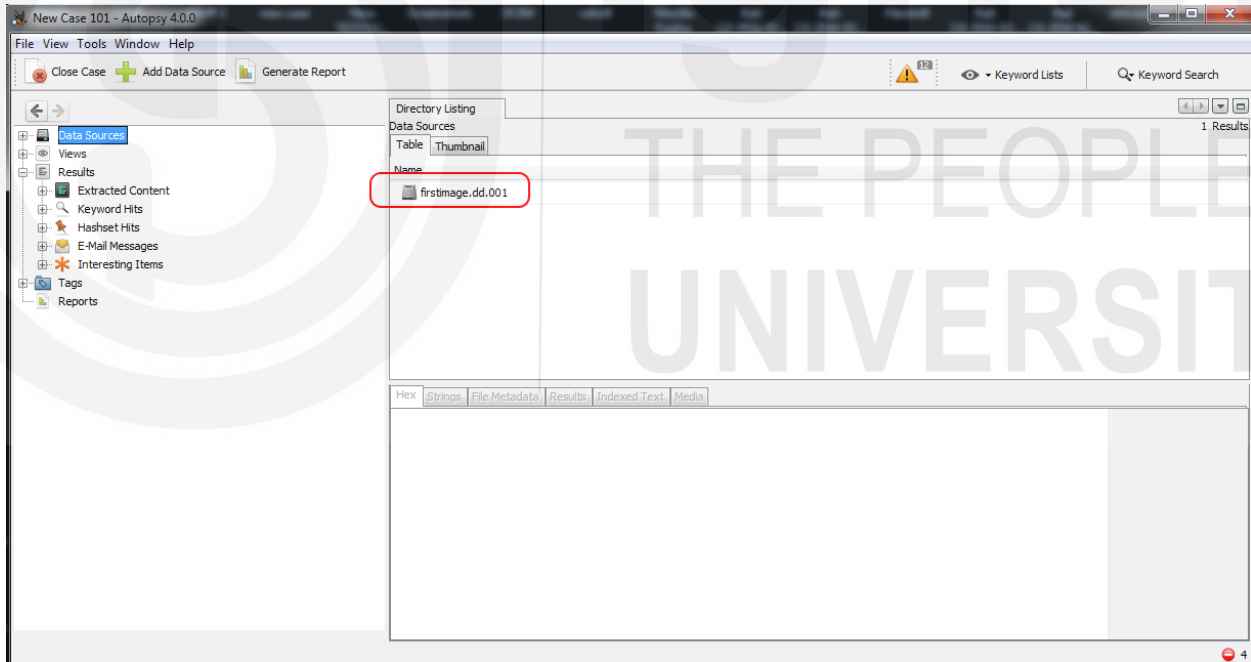 New Case 101 - Autopsy 4.0.0
File View Tools Window Help
Close Case Add Data Source Generate Report 12 Keyword Lists Keyword Search
Directory Listing
Data Sources
1 Results
Table Thumbnail
Name
firstimage.dd.001
Data Sources
Views
Results
Extracted Content
Keyword Hits
Hashset Hits
E-Mail Messages
Interesting Items
Tags
Reports
Hex Strings File Metadata Results Indexed Text Media
4
THE PEOPLE
UNIVERSIT